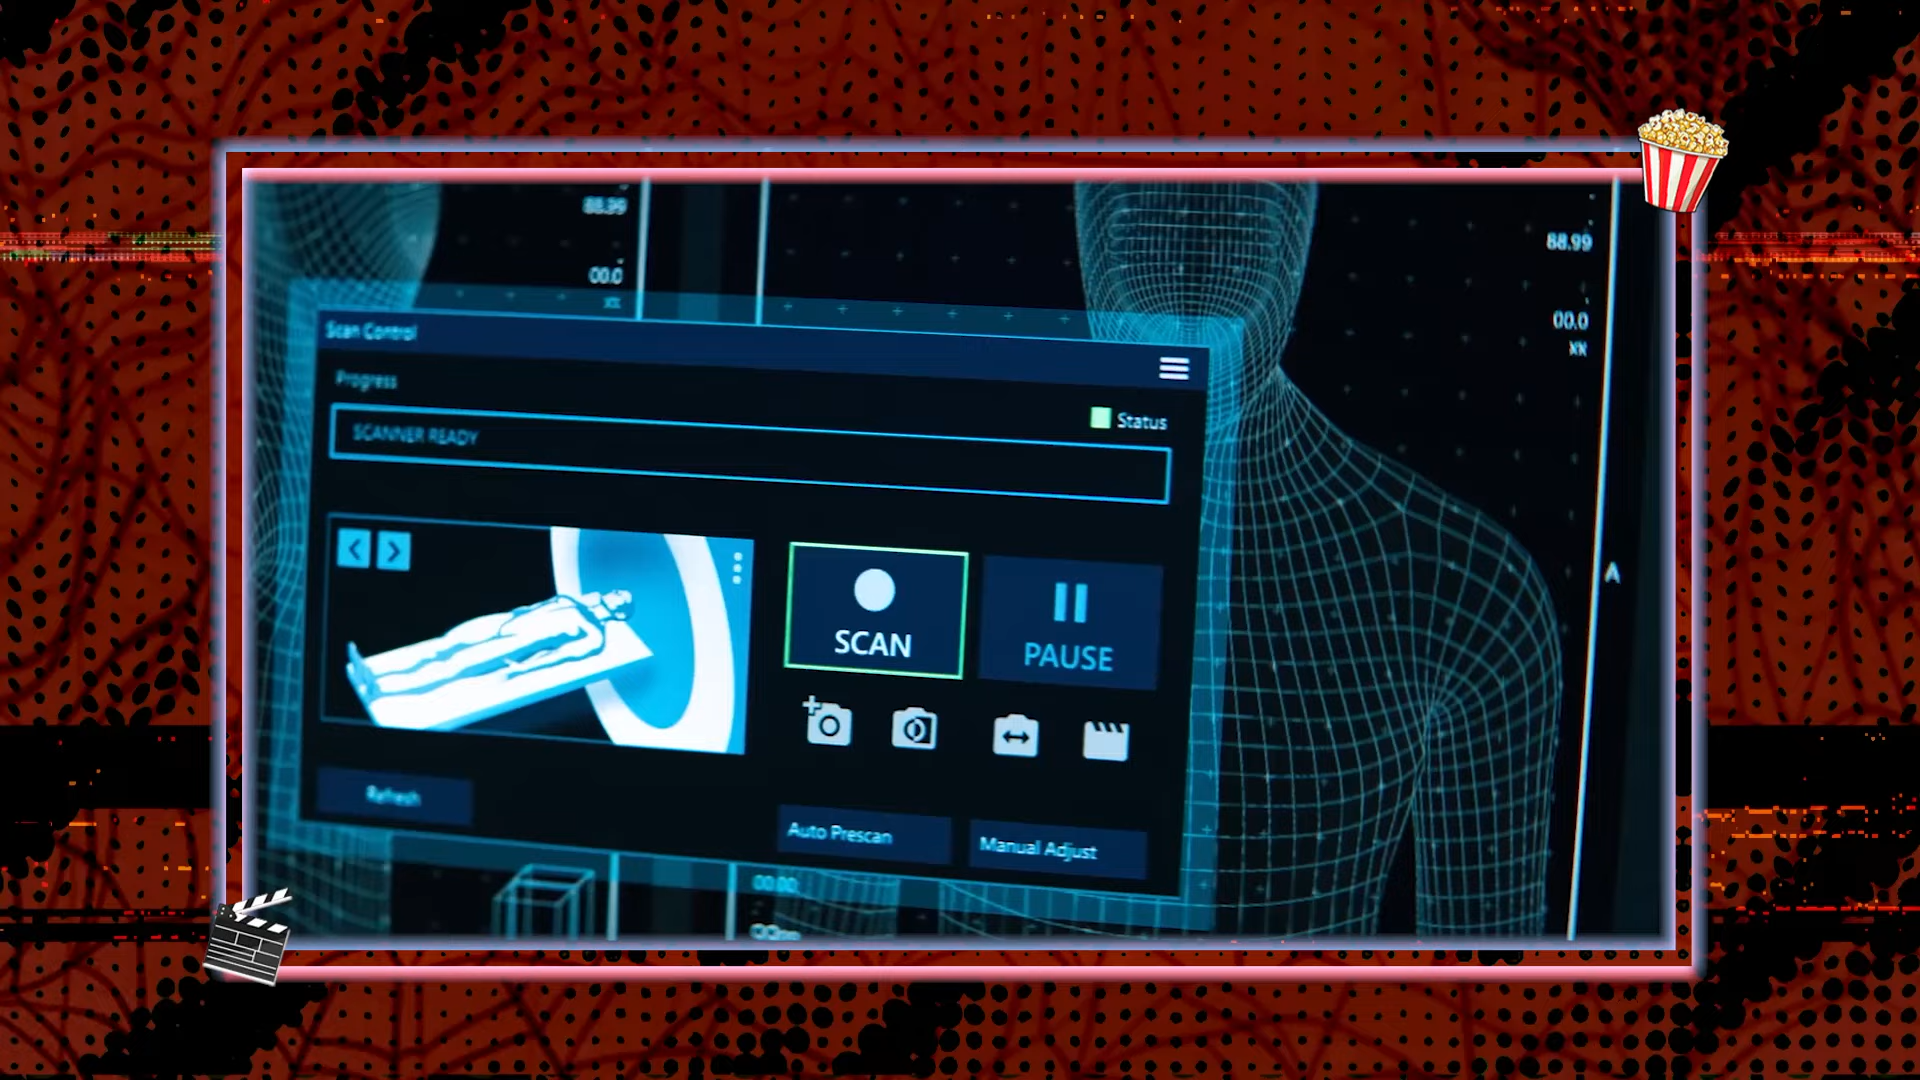 88.99
00.0
XX
88.99
00.0
XX
Scan Control
Progress
Status
SCANNER READY
A
SCAN
PAUSE
Refresh
Auto Prescan
Manual Adjust
00.00